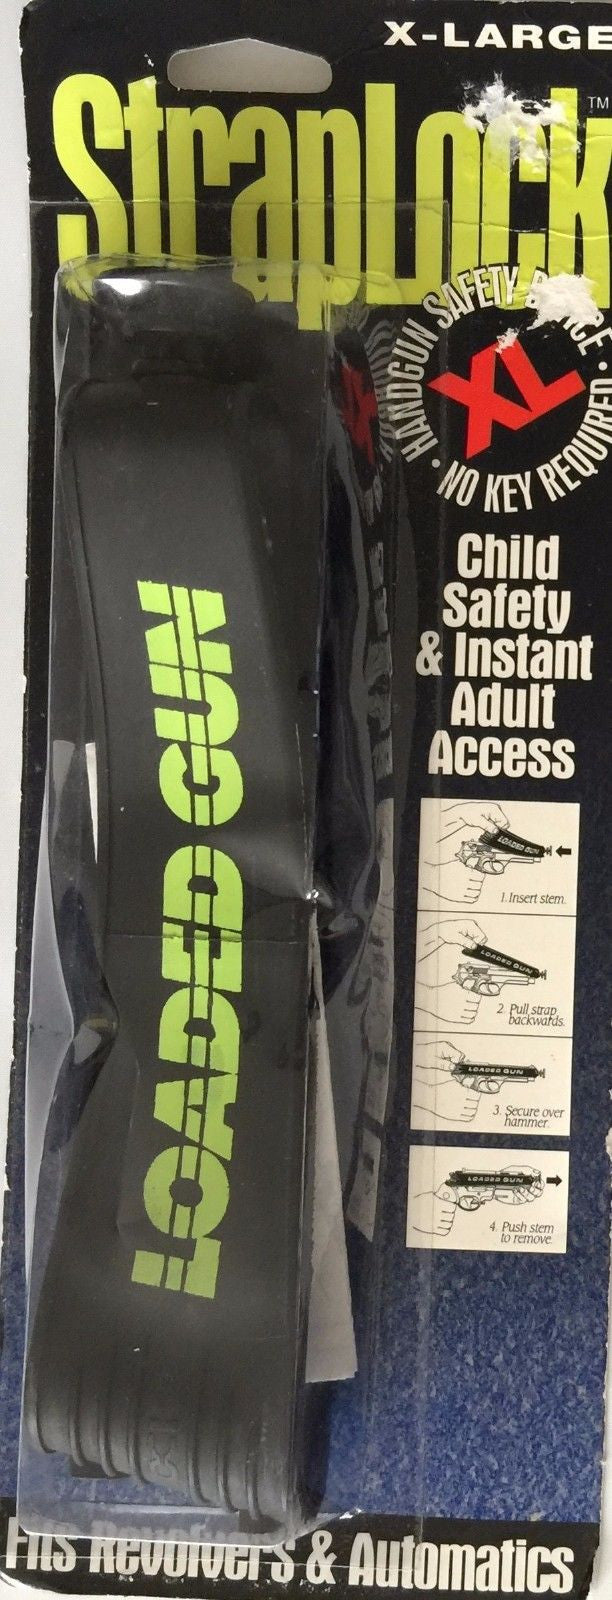 X-LARGE
StrapLock™
HANDGUN SAFETY DEVICE
• NO KEY REQUIRED •
XL
Child
Safety
& Instant
Adult
Access
LOADED GUN
LOADED GUN
1. Insert stem.
LOADED GUN
2. Pull strap
backwards.
LOADED GUN
3. Secure over
hammer.
LOADED GUN
4. Push stem
to remove.
Fits Revolvers & Automatics